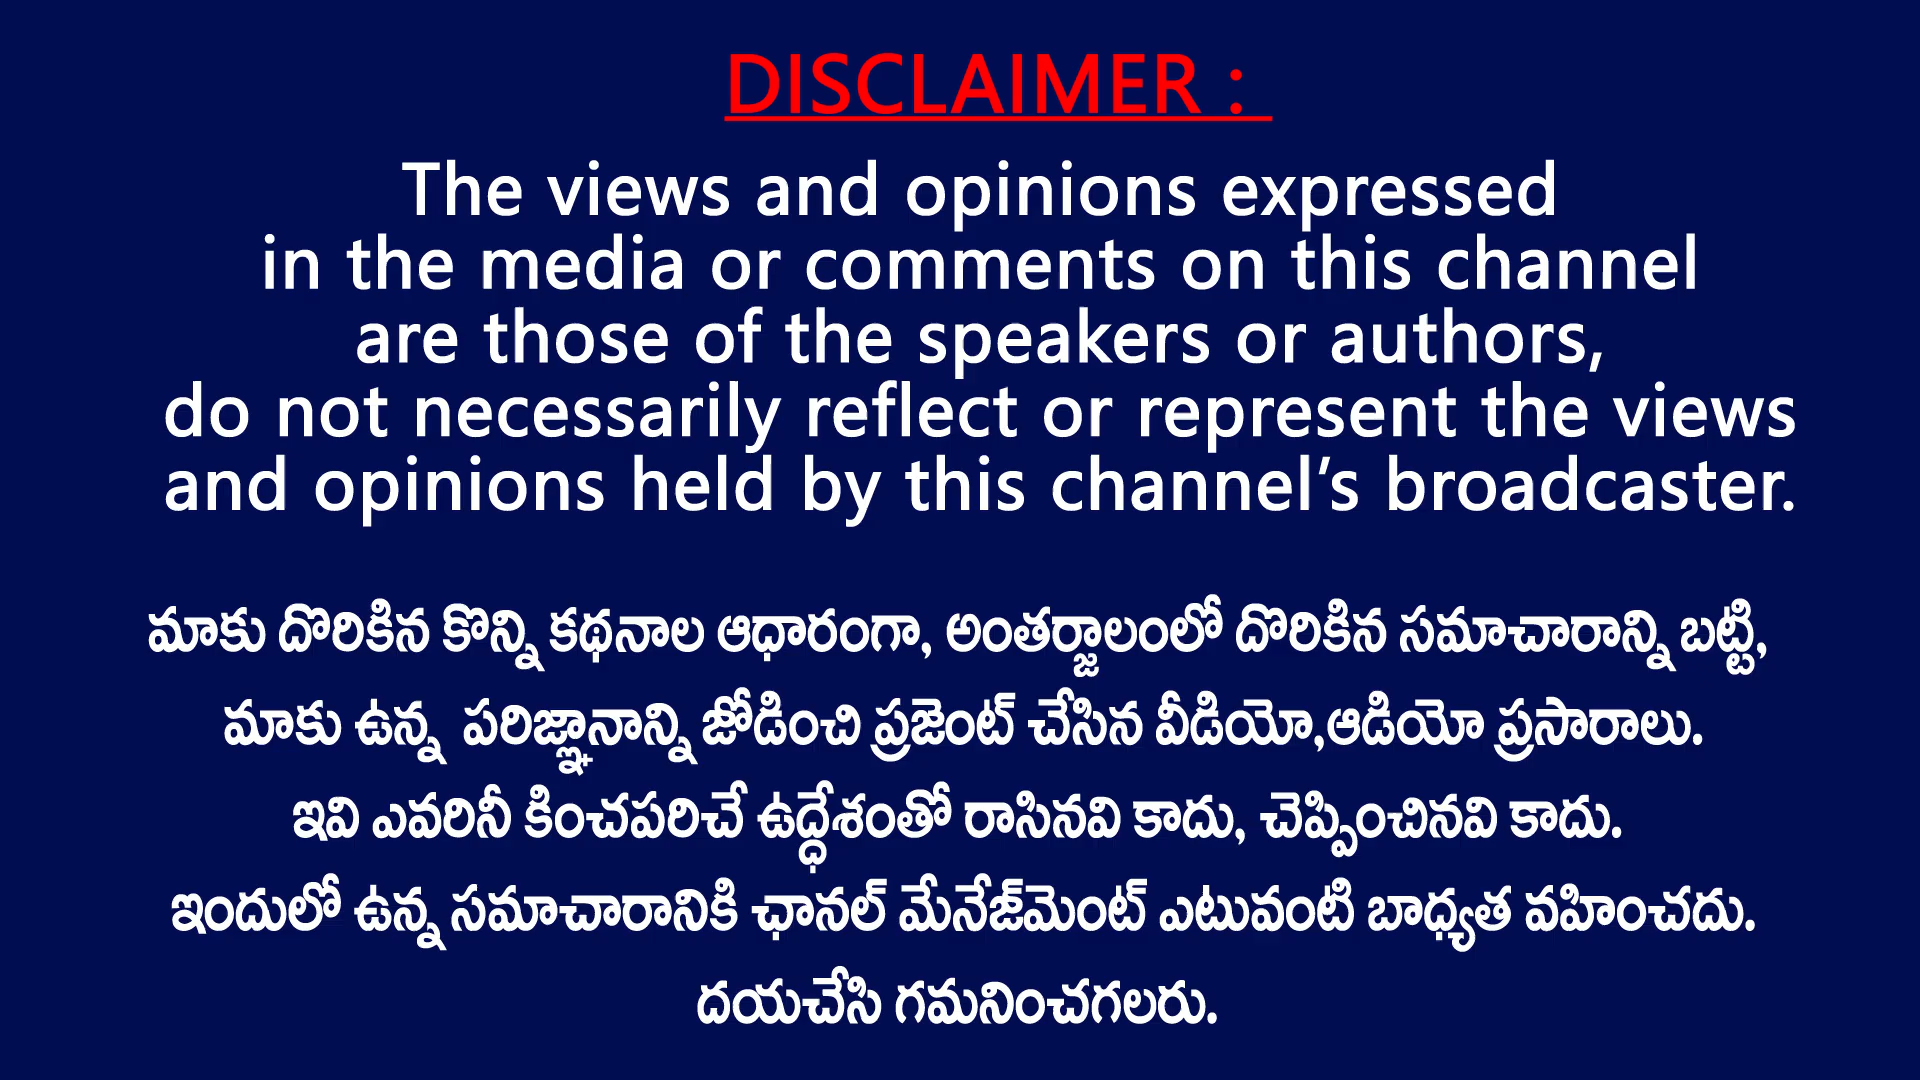 DISCLAIMER :
The views and opinions expressed
in the media or comments on this channel
are those of the speakers or authors,
do not necessarily reflect or represent the views
and opinions held by this channel’s broadcaster.
మాకు దొరికిన కొన్ని కథనాల ఆధారంగా, అంతర్జాలంలో దొరికిన సమాచారాన్ని బట్టి,
మాకు ఉన్న పరిజ్ఞానాన్ని జోడించి ప్రజెంట్ చేసిన వీడియో,ఆడియో ప్రసారాలు.
ఇవి ఎవరినీ కించపరిచే ఉద్ధేశంతో రాసినవి కాదు, చెప్పించినవి కాదు.
ఇందులో ఉన్న సమాచారానికి ఛానల్ మేనేజ్‌మెంట్ ఎటువంటి బాధ్యత వహించదు.
దయచేసి గమనించగలరు.